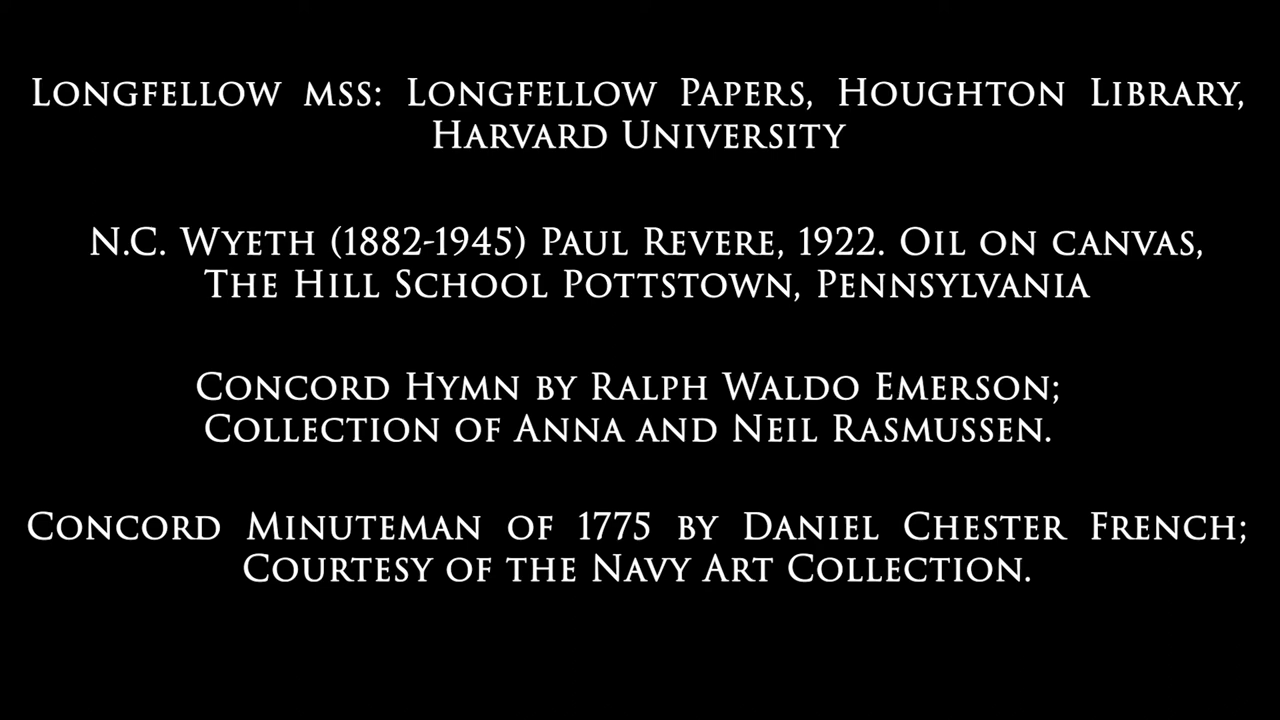 Longfellow mss: Longfellow Papers, Houghton Library,
Harvard University
N.C. Wyeth (1882-1945) Paul Revere, 1922. Oil on canvas,
The Hill School Pottstown, Pennsylvania
Concord Hymn by Ralph Waldo Emerson;
Collection of Anna and Neil Rasmussen.
Concord Minuteman of 1775 by Daniel Chester French;
Courtesy of the Navy Art Collection.